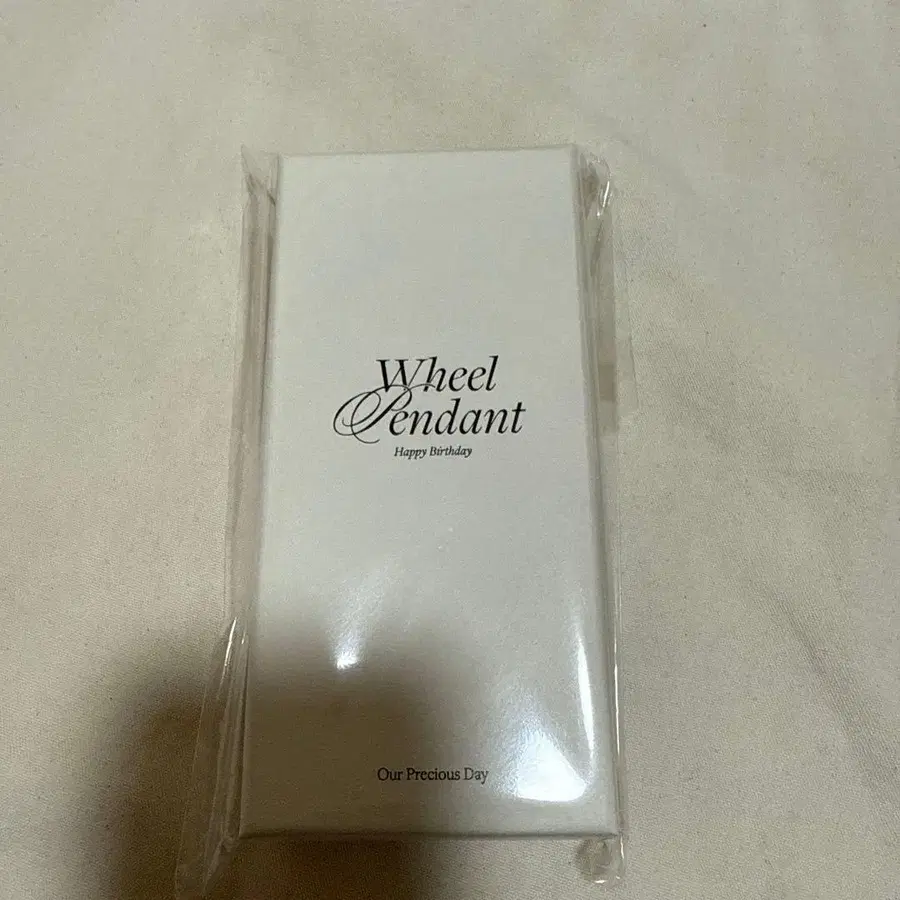 Wheel
Pendant
Happy Birthday
Our Precious Day